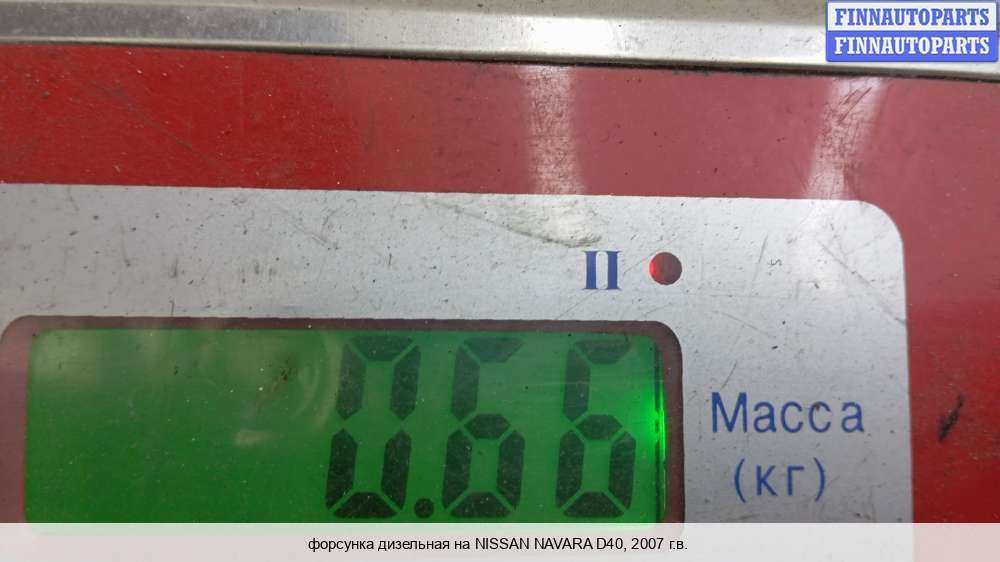 FINNAUTOPARTS
FINNAUTOPARTS
II
0.66
Масса
(кг)
форсунка дизельная на NISSAN NAVARA D40, 2007 г.в.